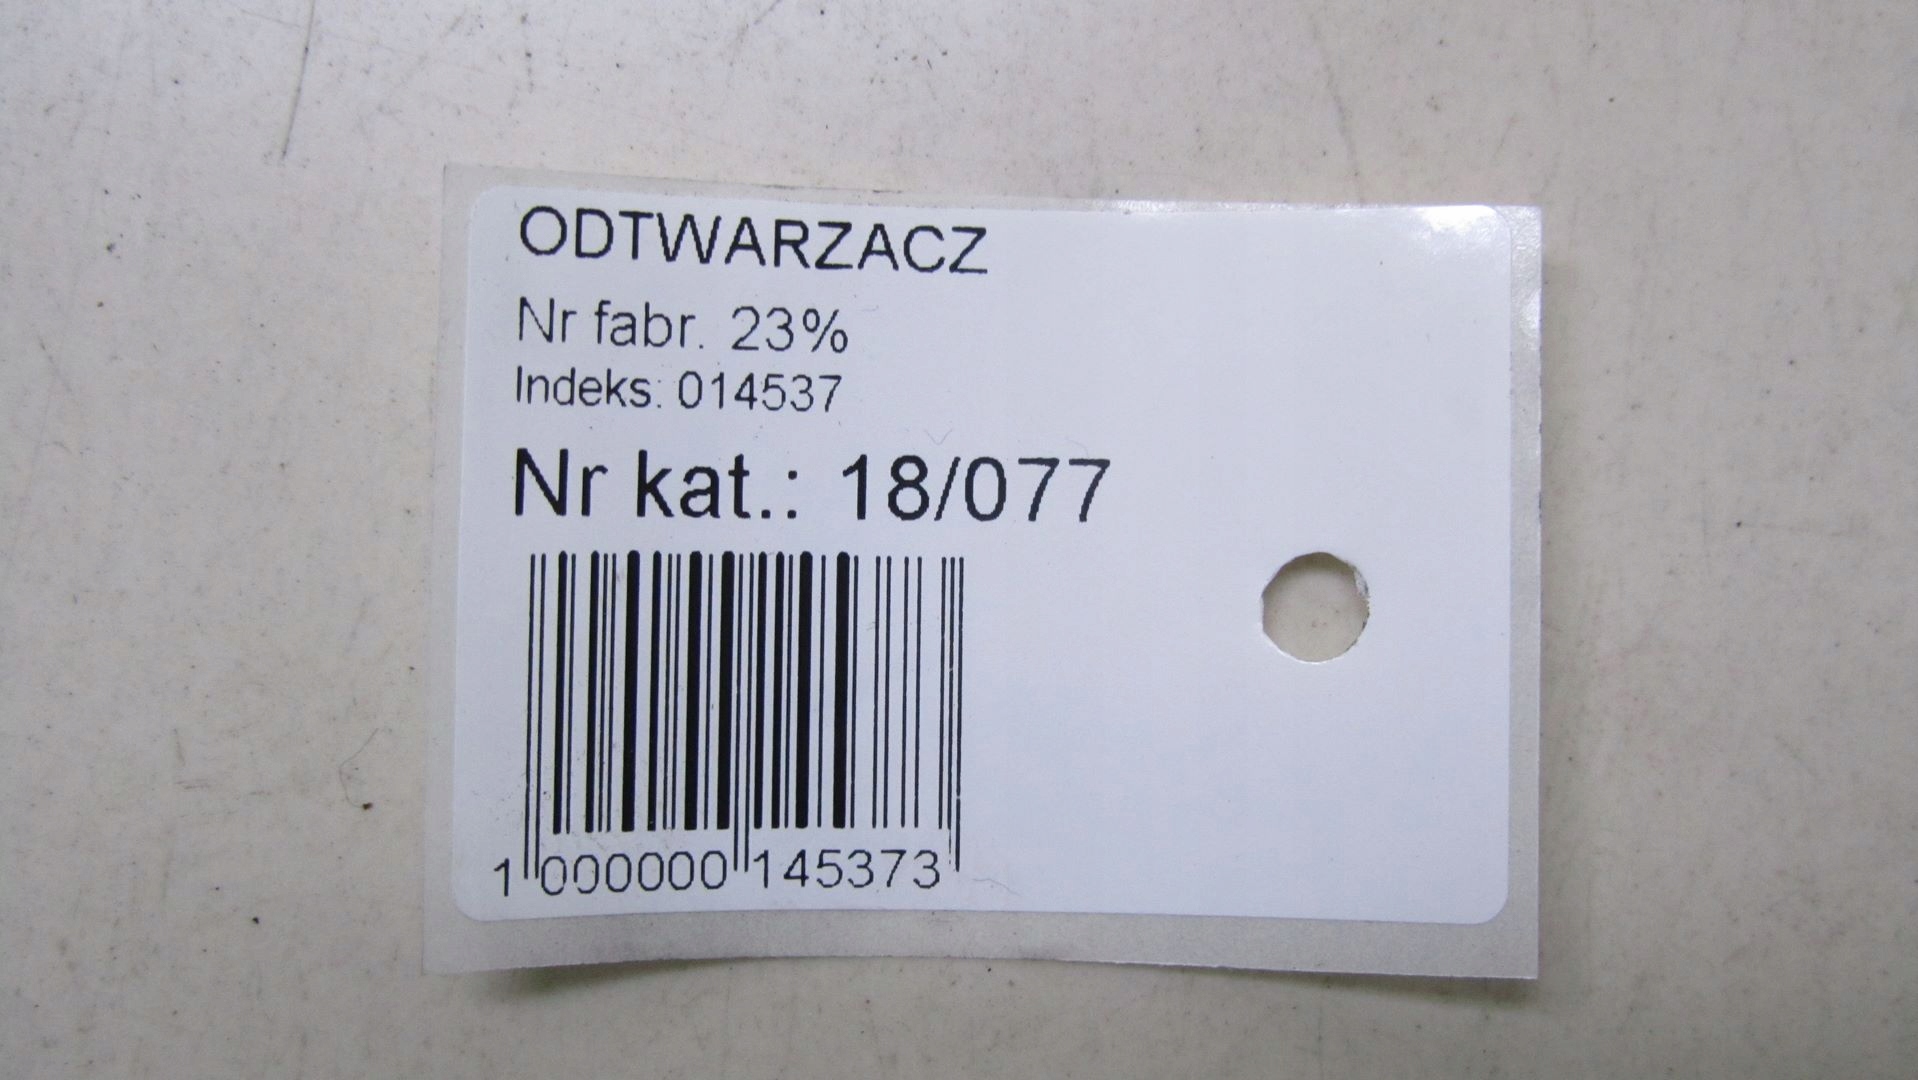 ODTWARZACZ
Nr fabr. 23%
Indeks: 014537
Nr kat.: 18/077
1 000000 145373